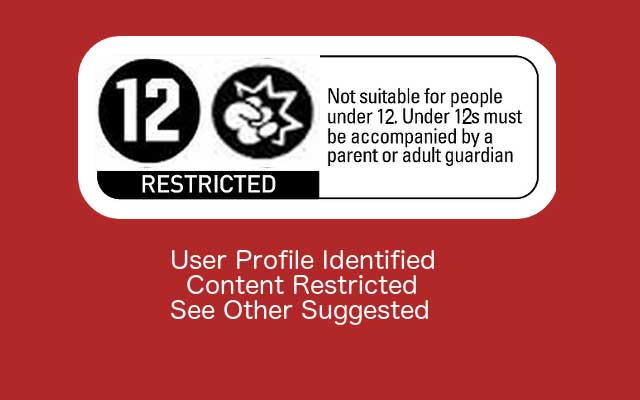 12
RESTRICTED
Not suitable for people
under 12. Under 12s must
be accompanied by a
parent or adult guardian
User Profile Identified
Content Restricted
See Other Suggested